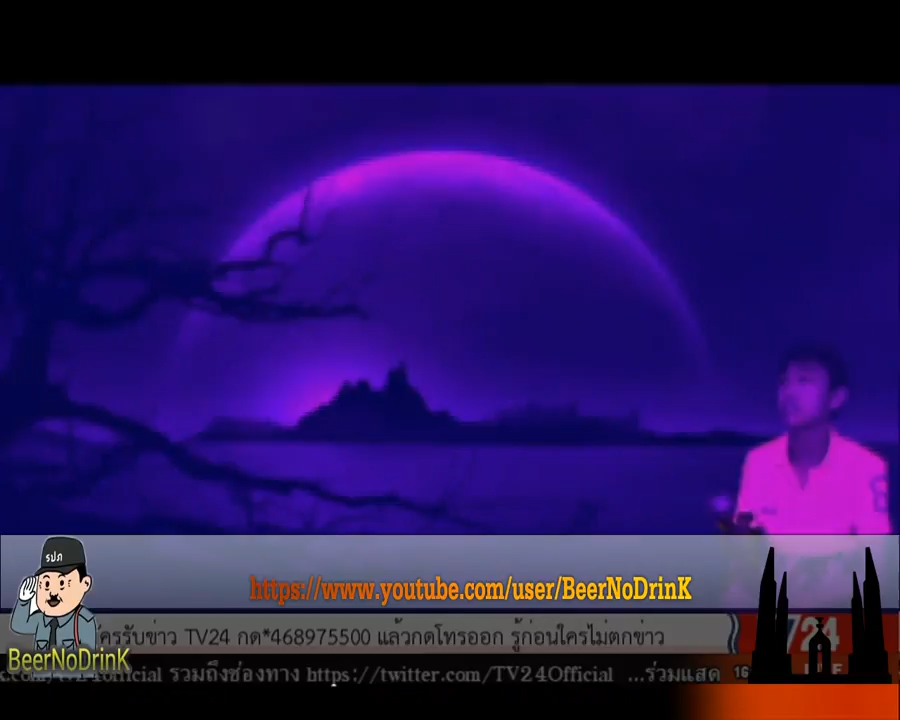 รปภ
https://www.youtube.com/user/BeerNoDrinK
ครรับข่าว TV24 กด*468975500 แล้วกดโทรออก รู้ก่อนใครไม่ตกข่าว
BeerNoDrinK
รวมถึงช่องทาง https://twitter.com/TV24Official ...ร่วมแสด